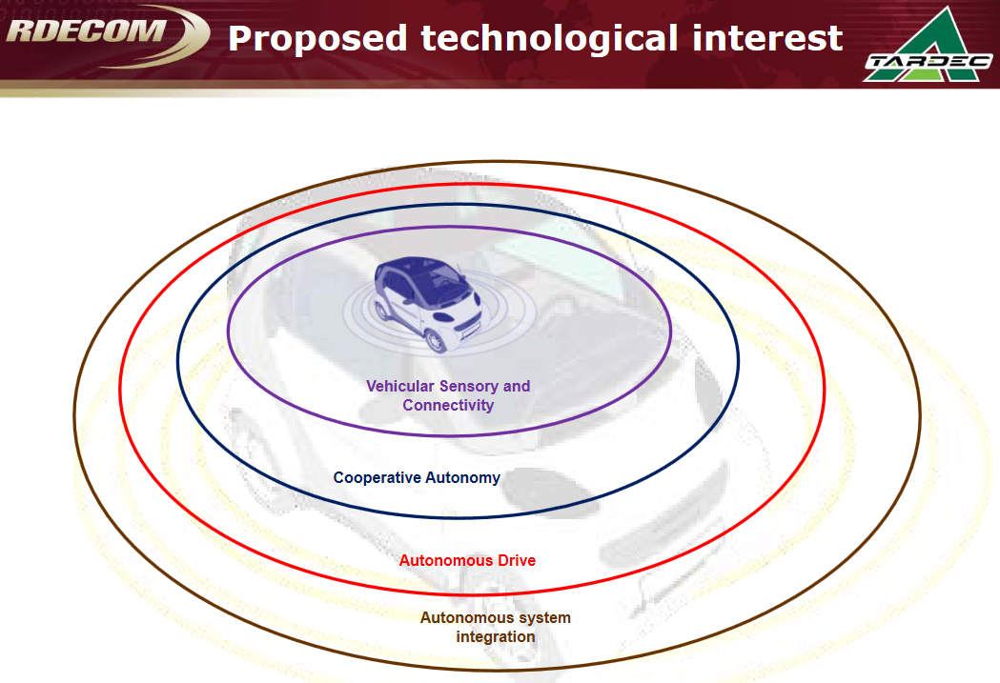 RDECOM
Proposed technological interest
TARDEC
Vehicular Sensory and
Connectivity
Cooperative Autonomy
Autonomous Drive
Autonomous system
integration